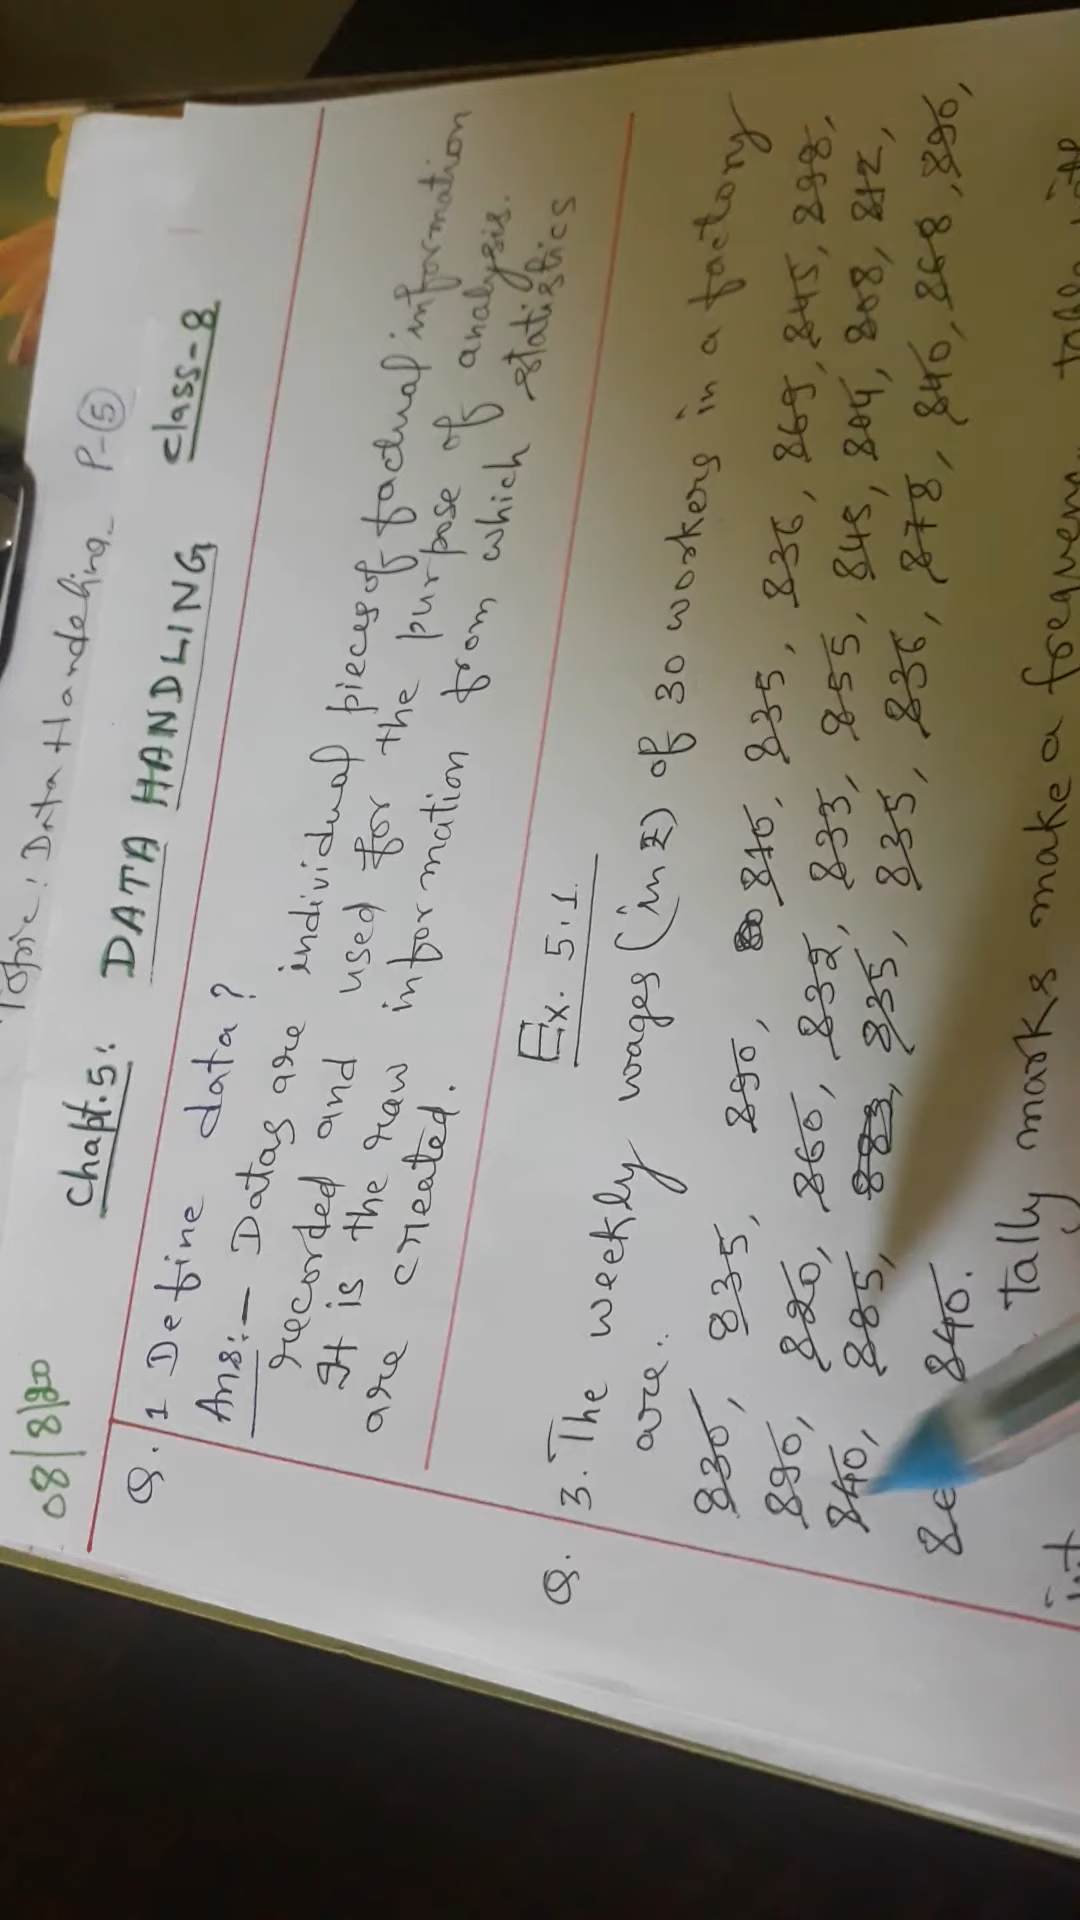 Topic: Data Handeling P-⑤
08/8/20
Chapt.5: DATA HANDLING Class-8
Q. 1 Define data?
Ans:- Datas are individual pieces of factual information
recorded and used for the purpose of analysis.
It is the raw information from which statistics
are created.
Ex. 5.1
Q. 3. The weekly wages (in ₹) of 30 workers in a factory
are.
830, 835, 890, 810, 835, 836, 869, 845, 898,
890, 820, 860, 832, 833, 855, 845, 804, 808, 812,
840, 885, 883, 835, 835, 836, 878, 840, 868, 890,
840.
tally marks make a